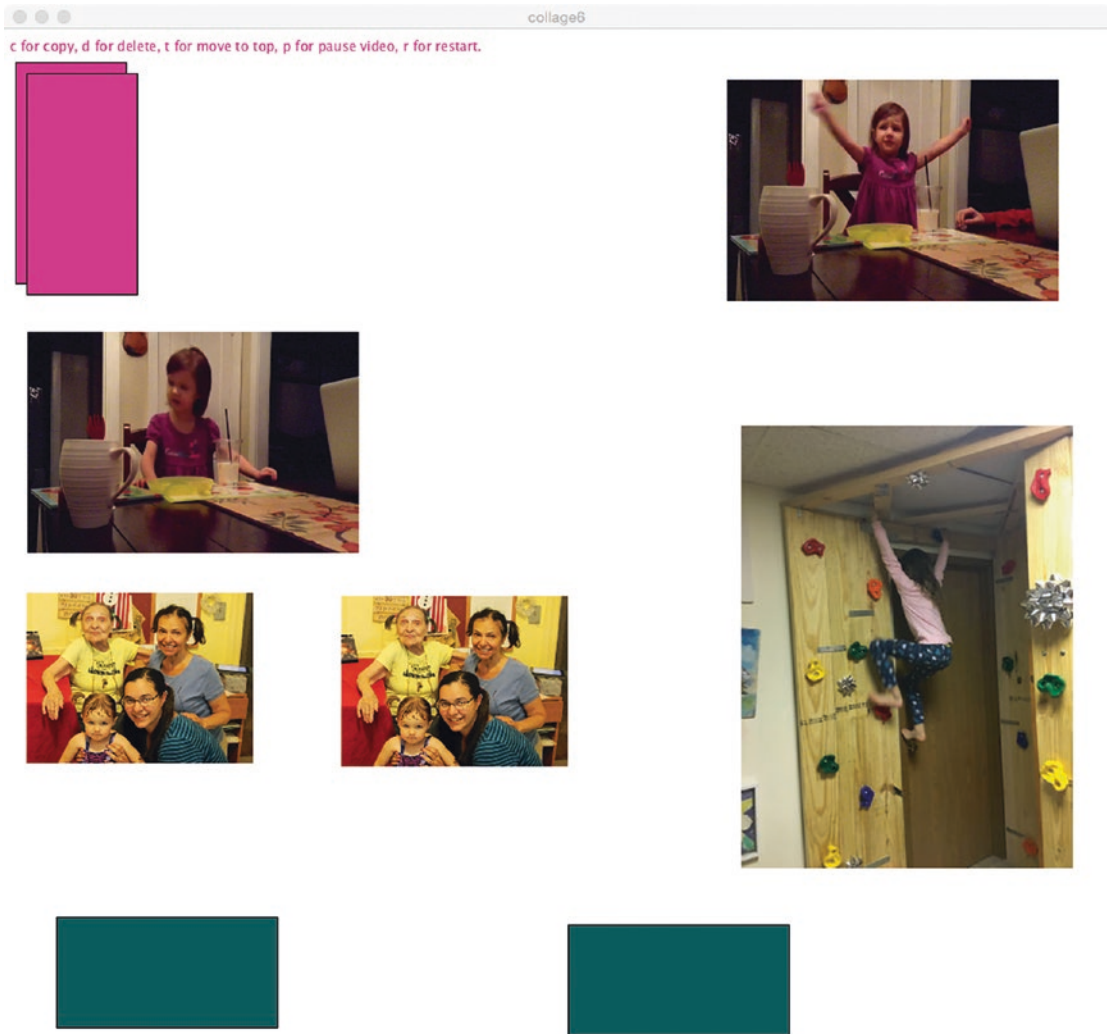 collage6
c for copy, d for delete, t for move to top, p for pause video, r for restart.